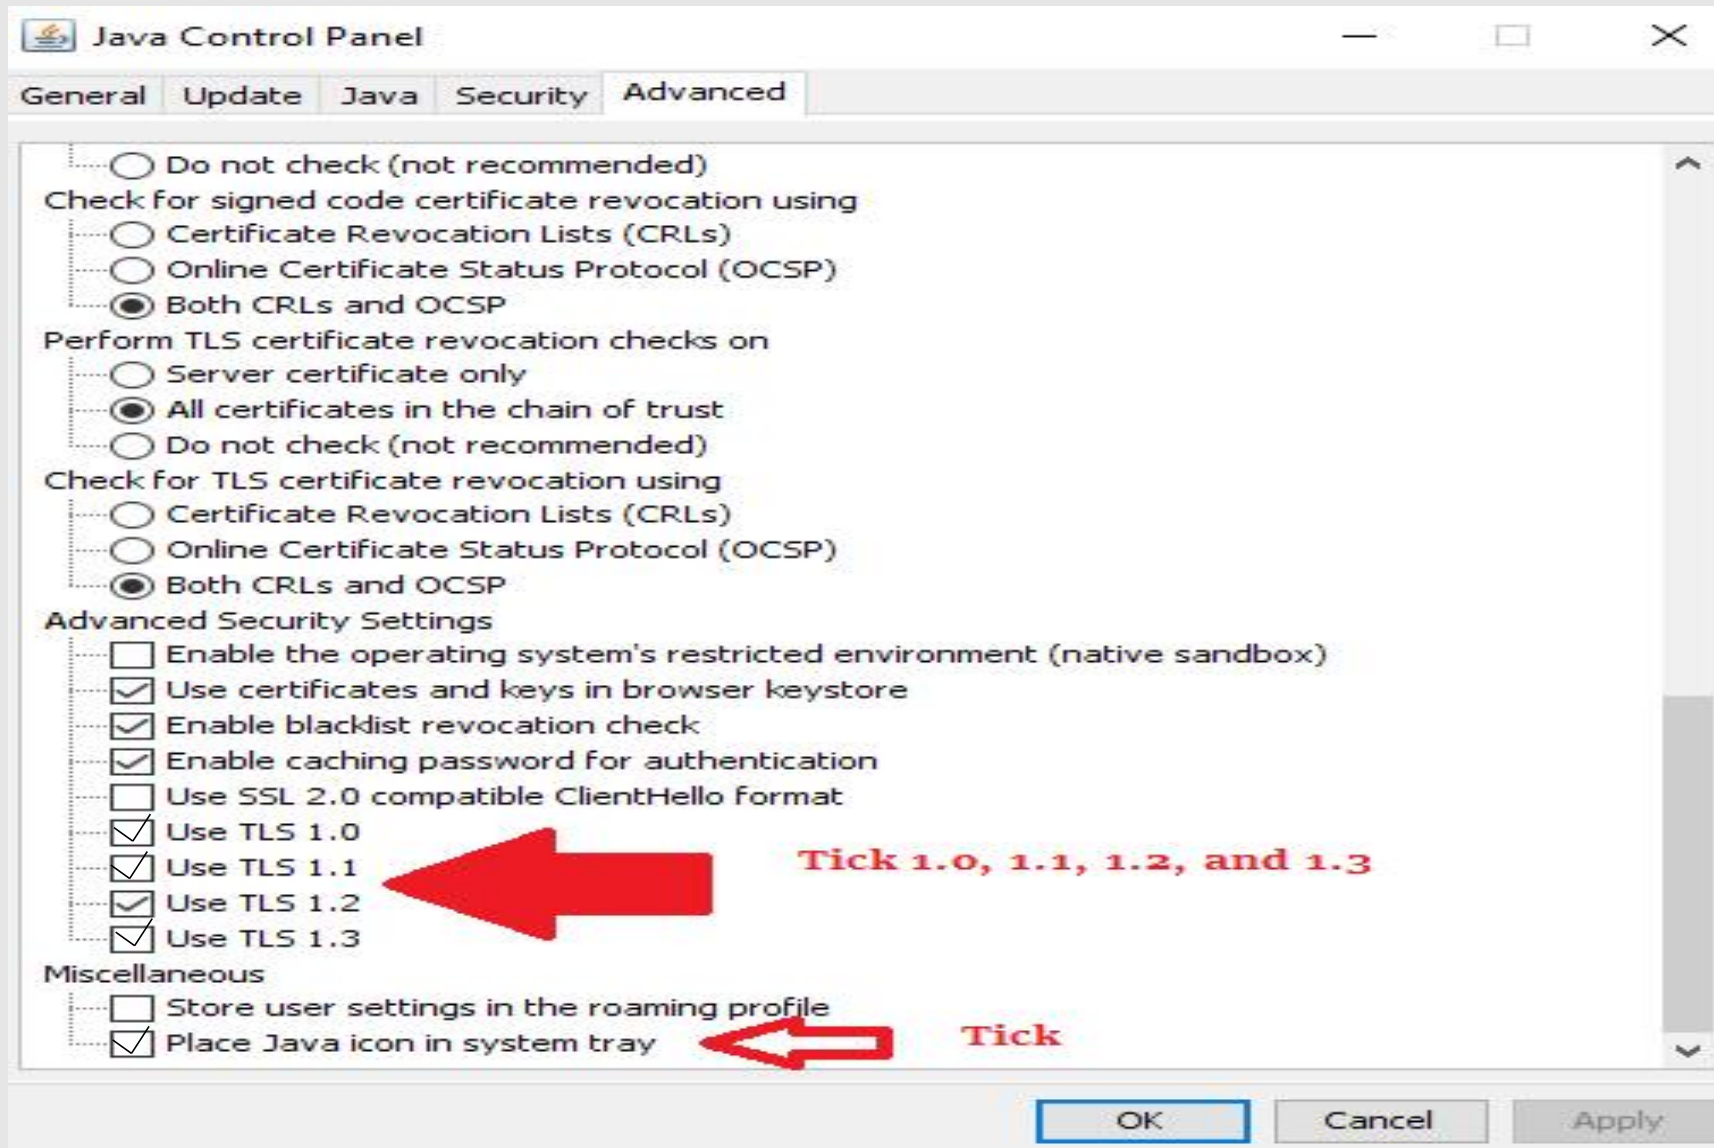 Java Control Panel
General Update Java Security Advanced
Do not check (not recommended)
Check for signed code certificate revocation using
Certificate Revocation Lists (CRLs)
Online Certificate Status Protocol (OCSP)
Both CRLs and OCSP
Perform TLS certificate revocation checks on
Server certificate only
All certificates in the chain of trust
Do not check (not recommended)
Check for TLS certificate revocation using
Certificate Revocation Lists (CRLs)
Online Certificate Status Protocol (OCSP)
Both CRLs and OCSP
Advanced Security Settings
Enable the operating system's restricted environment (native sandbox)
Use certificates and keys in browser keystore
Enable blacklist revocation check
Enable caching password for authentication
Use SSL 2.0 compatible ClientHello format
Use TLS 1.0
Use TLS 1.1
Tick 1.0, 1.1, 1.2, and 1.3
Use TLS 1.2
Use TLS 1.3
Miscellaneous
Store user settings in the roaming profile
Place Java icon in system tray
Tick
OK Cancel Apply